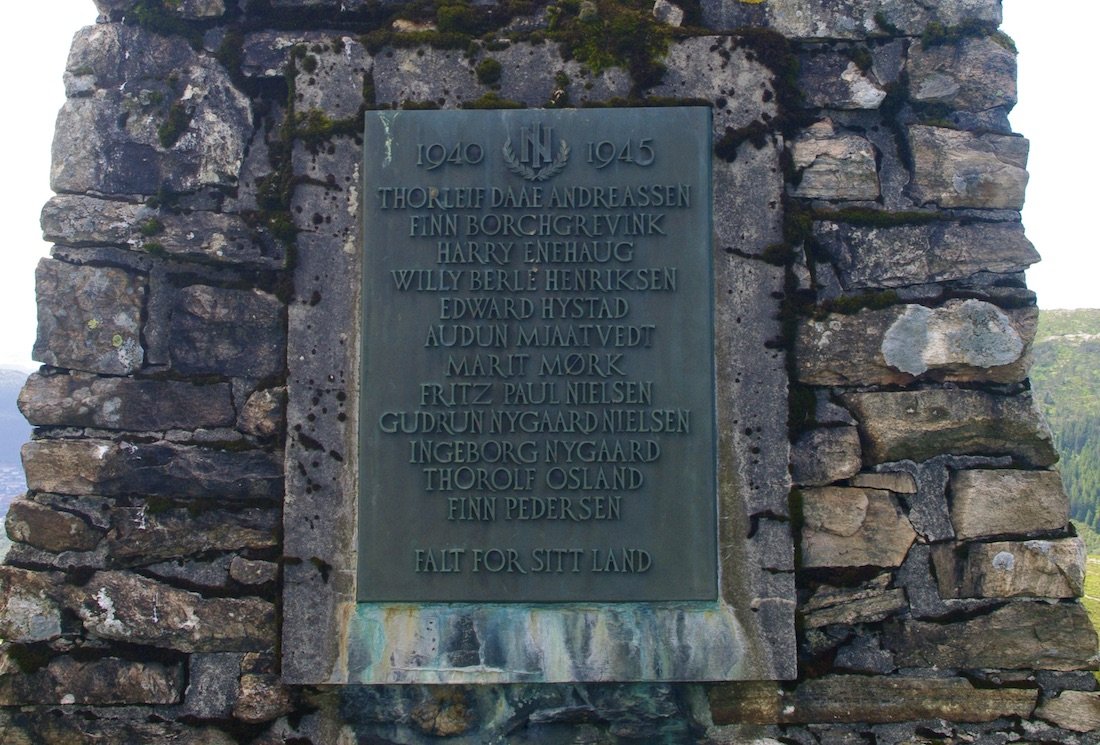 1940 1945
THORLEIF DAAE ANDREASSEN
FINN BORCHGREVINK
HARRY ENEHAUG
WILLY BERLE HENRIKSEN
EDWARD HYSTAD
AUDUN MJAATVEDT
MARIT MØRK
FRITZ PAUL NIELSEN
GUDRUN NYGAARD NIELSEN
INGEBORG NYGAARD
THOROLF OSLAND
FINN PEDERSEN
FALT FOR SITT LAND